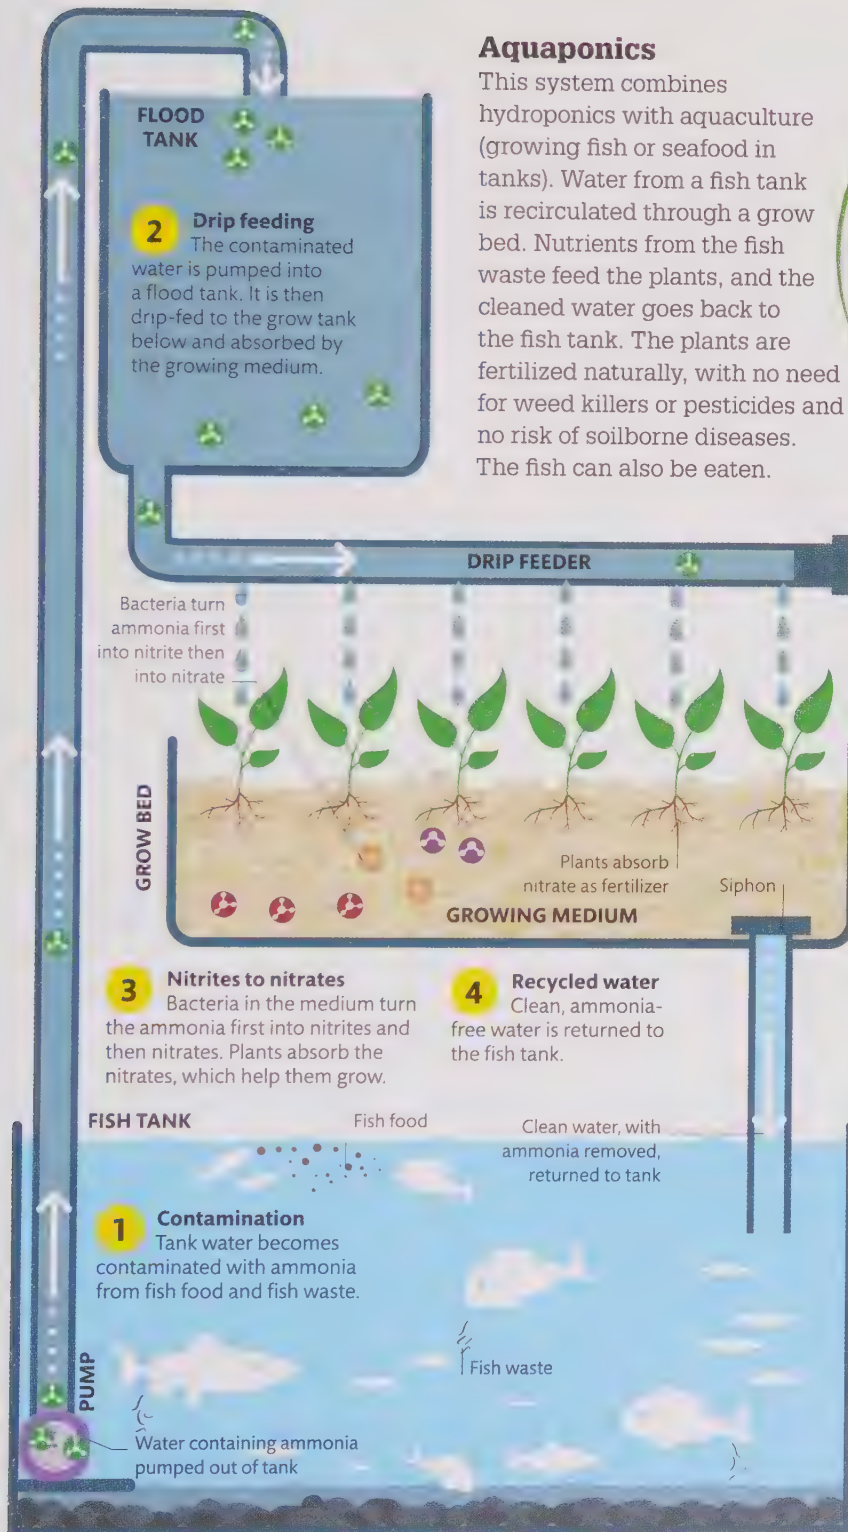 Aquaponics
This system combines
hydroponics with aquaculture
(growing fish or seafood in
tanks). Water from a fish tank
is recirculated through a grow
bed. Nutrients from the fish
waste feed the plants, and the
cleaned water goes back to
the fish tank. The plants are
fertilized naturally, with no need
for weed killers or pesticides and
no risk of soilborne diseases.
The fish can also be eaten.
FLOOD
TANK
2 Drip feeding
The contaminated
water is pumped into
a flood tank. It is then
drip-fed to the grow tank
below and absorbed by
the growing medium.
DRIP FEEDER
Bacteria turn
ammonia first
into nitrite then
into nitrate
GROW BED
Plants absorb
nitrate as fertilizer
Siphon
GROWING MEDIUM
3 Nitrites to nitrates
Bacteria in the medium turn
the ammonia first into nitrites and
then nitrates. Plants absorb the
nitrates, which help them grow.
4 Recycled water
Clean, ammonia-
free water is returned to
the fish tank.
FISH TANK
Fish food
Clean water, with
ammonia removed,
returned to tank
1 Contamination
Tank water becomes
contaminated with ammonia
from fish food and fish waste.
PUMP
Fish waste
Water containing ammonia
pumped out of tank